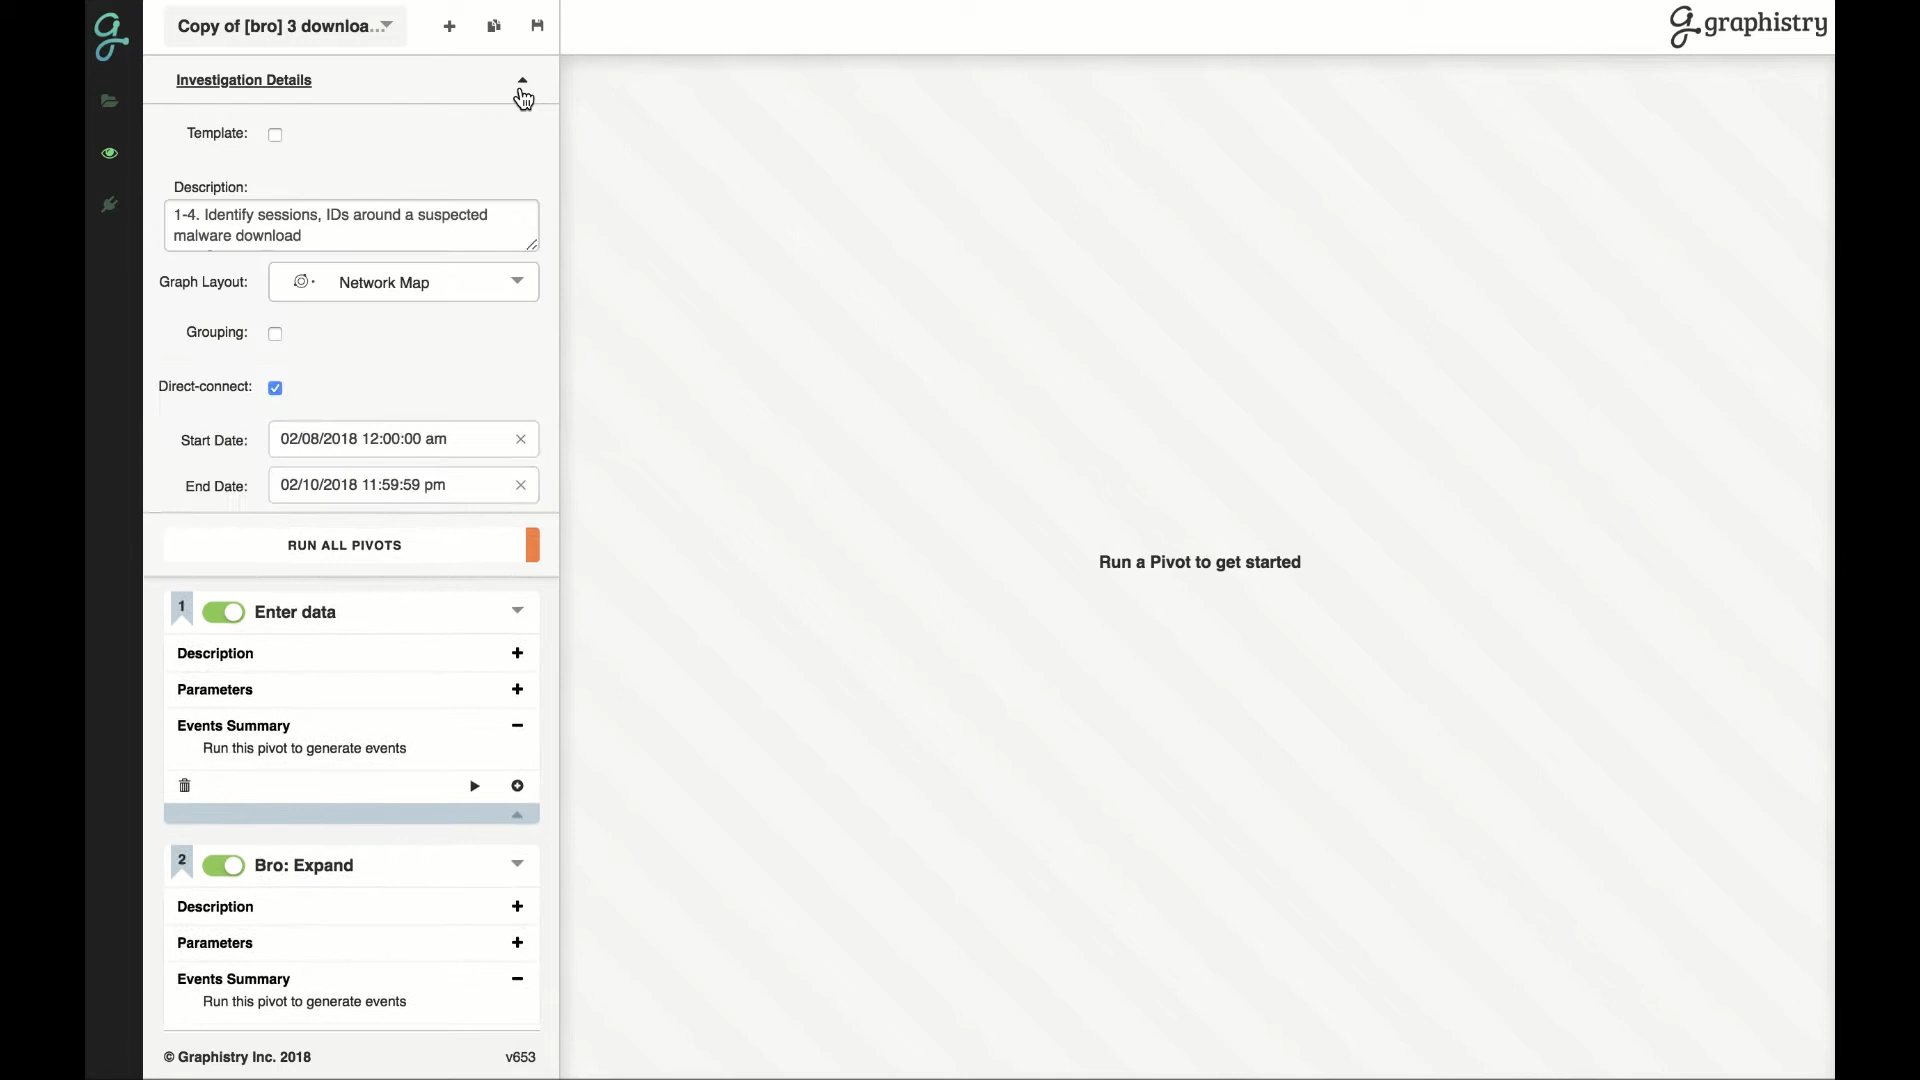 Copy of [bro] 3 downloa...
graphistry
Investigation Details
Template:
Description:
1-4. Identify sessions, IDs around a suspected
malware download
Graph Layout:
Network Map
Grouping:
Direct-connect:
Start Date:
02/08/2018 12:00:00 am
End Date:
02/10/2018 11:59:59 pm
RUN ALL PIVOTS
Run a Pivot to get started
1
Enter data
Description
Parameters
Events Summary
Run this pivot to generate events
2
Bro: Expand
Description
Parameters
Events Summary
Run this pivot to generate events
© Graphistry Inc. 2018
v653